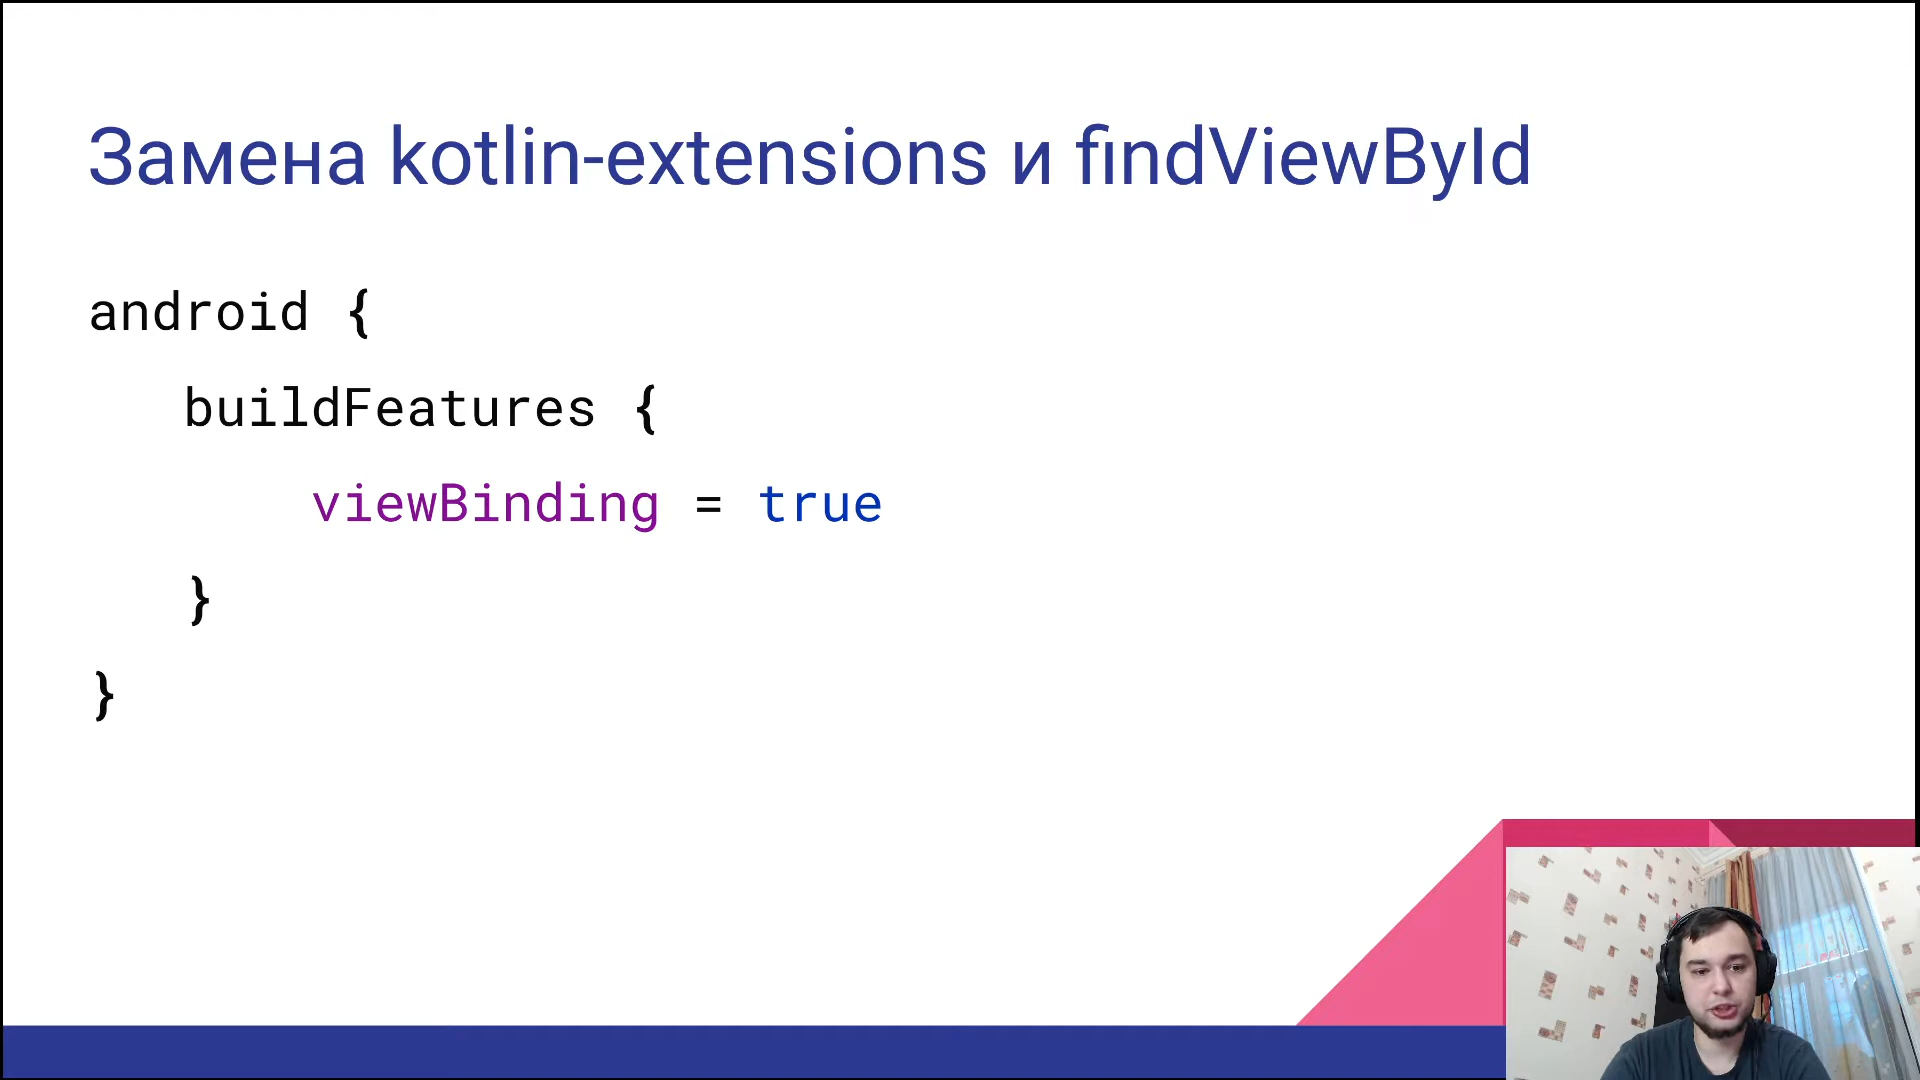 Замена kotlin-extensions и findViewById
android {
buildFeatures {
viewBinding = true
}
}